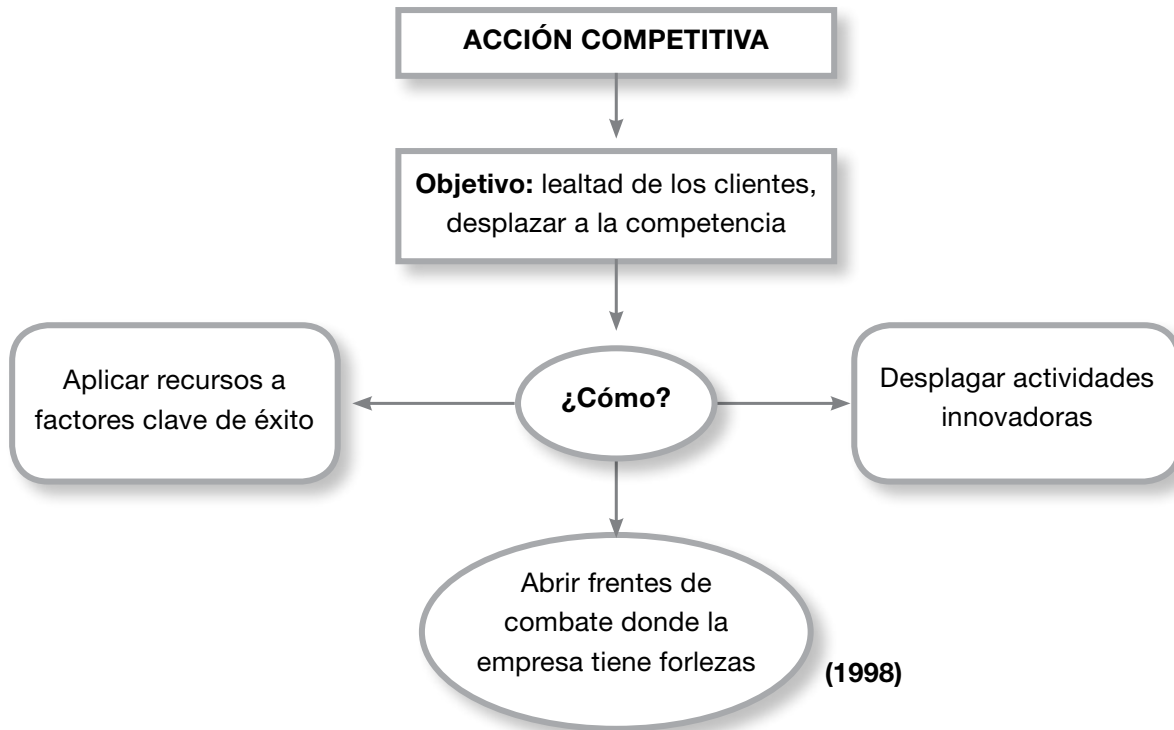 ACCIÓN COMPETITIVA
Objetivo: lealtad de los clientes,
desplazar a la competencia
Aplicar recursos a
factores clave de éxito
¿Cómo?
Desplagar actividades
innovadoras
Abrir frentes de
combate donde la
empresa tiene forlezas
(1998)